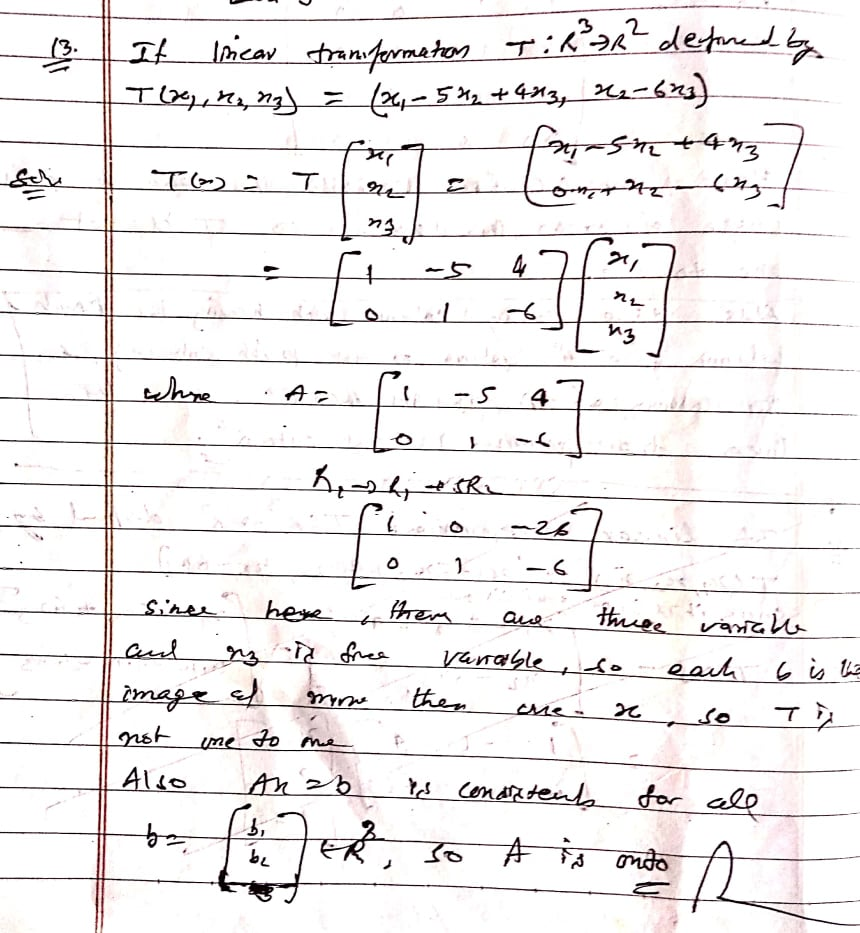 13. If linear transformation T : R³→R² defined by
T(x₁, x₂, x₃) = (x₁ - 5x₂ + 4x₃, x₂ - 6x₃)
Soln T(x) = T [x₁ x₂ x₃] = [x₁ - 5x₂ + 4x₃
0x₁ + x₂ - 6x₃]
= [1 -5 4
0 1 -6] [x₁ x₂ x₃]
where A = [1 -5 4
0 1 -6]
R₁ → R₁ + 5R₂
[1 0 -26
0 1 -6]
Since here, there are three variable
and x₃ is free variable, so each b is the
image of more then one x, so T is
not one to one
Also Ax = b is consistents for all
b = [b₁ b₂] ∈ R², so A is onto